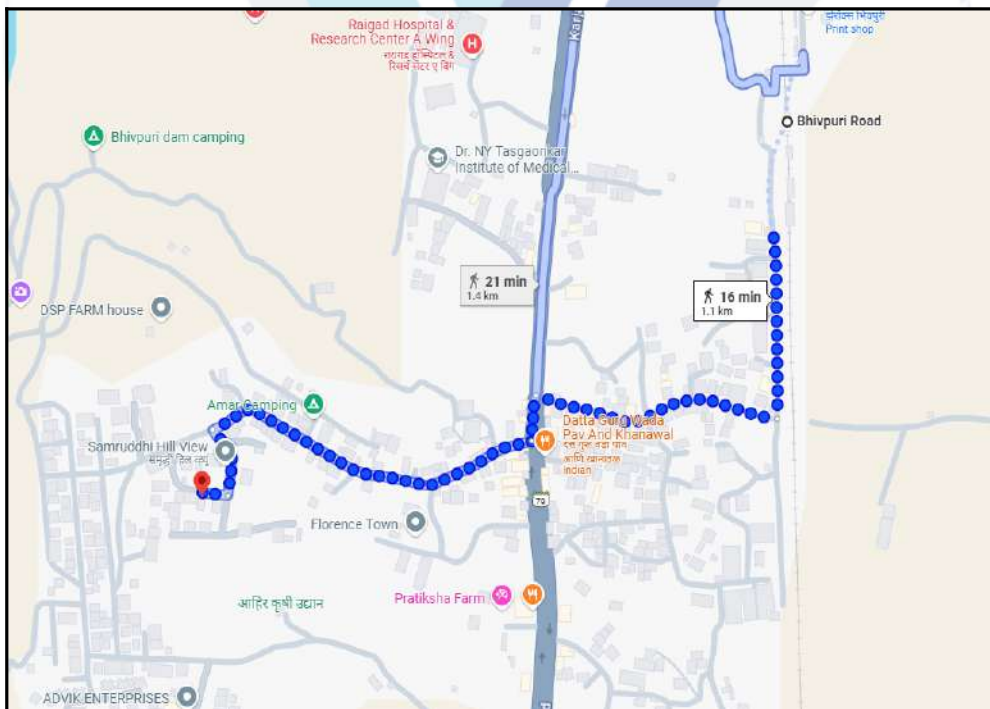 Raigad Hospital &
Research Center A Wing
Print shop
Bhivpuri Road
Bhivpuri dam camping
Dr. NY Tasgaonkar
Institute of Medical...
21 min
1.4 km
16 min
1.1 km
DSP FARM house
Amar Camping
Datta Guru Wada
Pav And Khanawal
Indian
Samruddhi Hill View
70
Florence Town
Pratiksha Farm
आहिर कृषी उद्यान
ADVIK ENTERPRISES